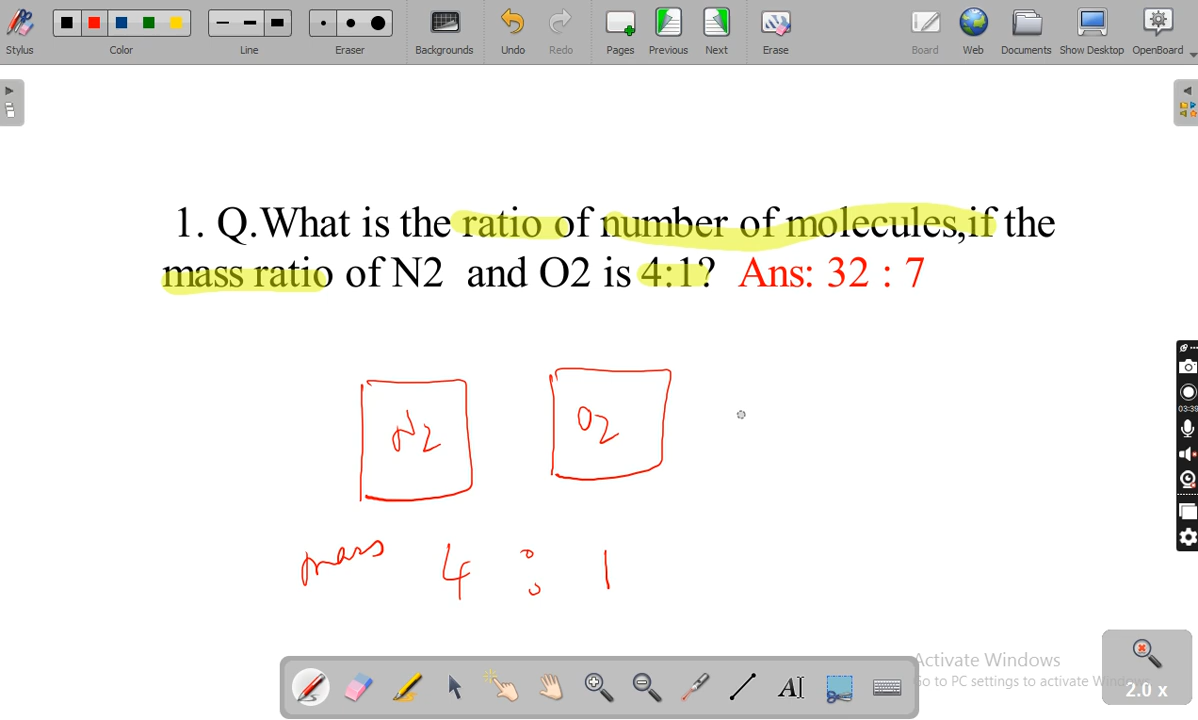 Stylus Color Line Eraser Backgrounds Undo Redo Pages Previous Next Erase Board Web Documents Show Desktop OpenBoard
1. Q.What is the ratio of number of molecules,if the
mass ratio of N2 and O2 is 4:1? Ans: 32 : 7
03:39
N2 O2
mass 4 : 1
Activate Windows
Go to PC settings to activate Windows.
2.0 x